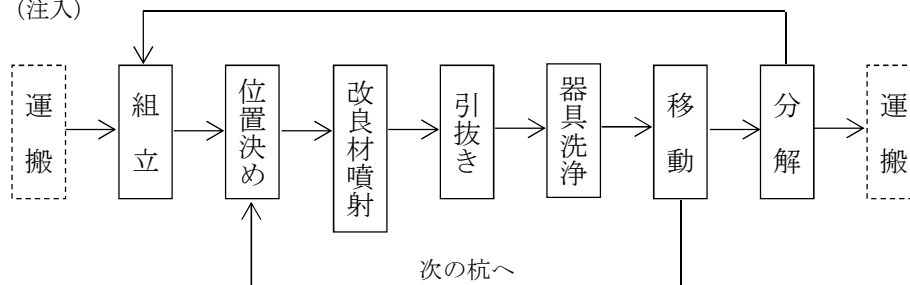 (注入)
運搬
組立
位置決め
改良材噴射
引抜き
器具洗浄
移動
分解
運搬
次の杭へ